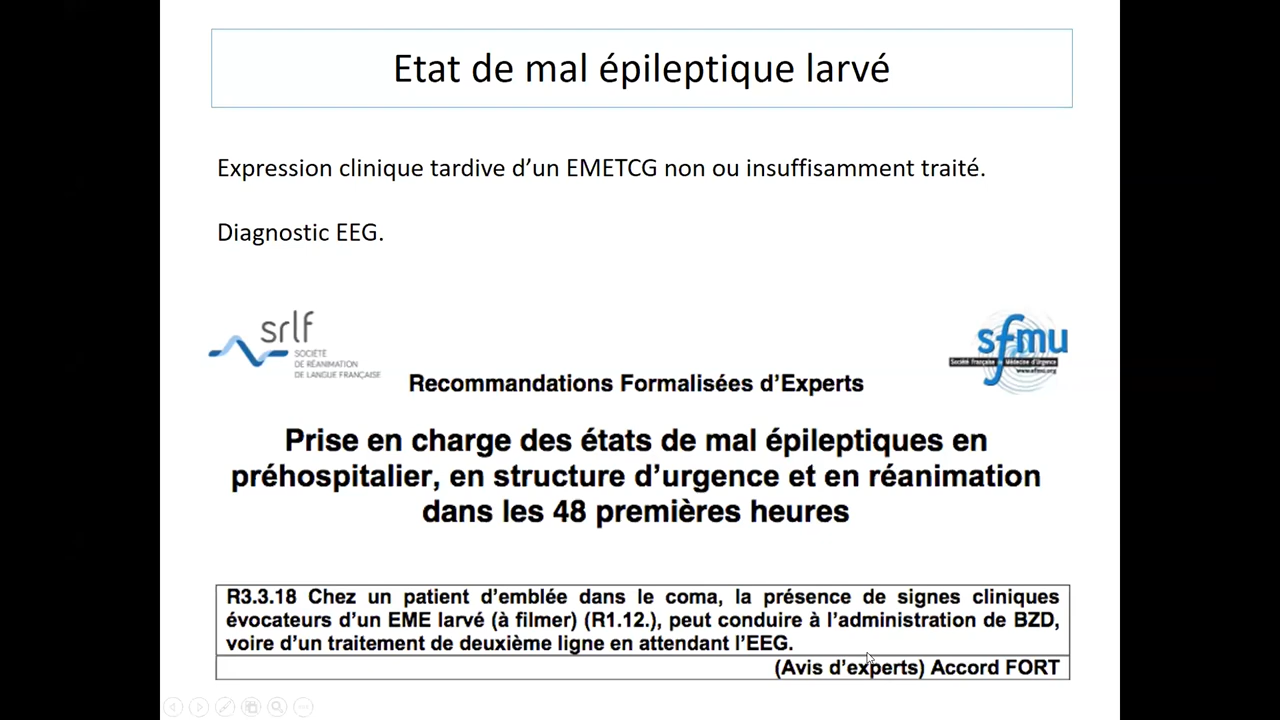 Etat de mal épileptique larvé
Expression clinique tardive d’un EMETCG non ou insuffisamment traité.
Diagnostic EEG.
srlf
SOCIÉTÉ
DE RÉANIMATION
DE LANGUE FRANÇAISE
sfmu
Société Française de Médecine d'Urgence
www.sfmu.org
Recommandations Formalisées d’Experts
Prise en charge des états de mal épileptiques en
préhospitalier, en structure d’urgence et en réanimation
dans les 48 premières heures
R3.3.18 Chez un patient d’emblée dans le coma, la présence de signes cliniques
évocateurs d’un EME larvé (à filmer) (R1.12.), peut conduire à l’administration de BZD,
voire d’un traitement de deuxième ligne en attendant l’EEG.
(Avis d’experts) Accord FORT